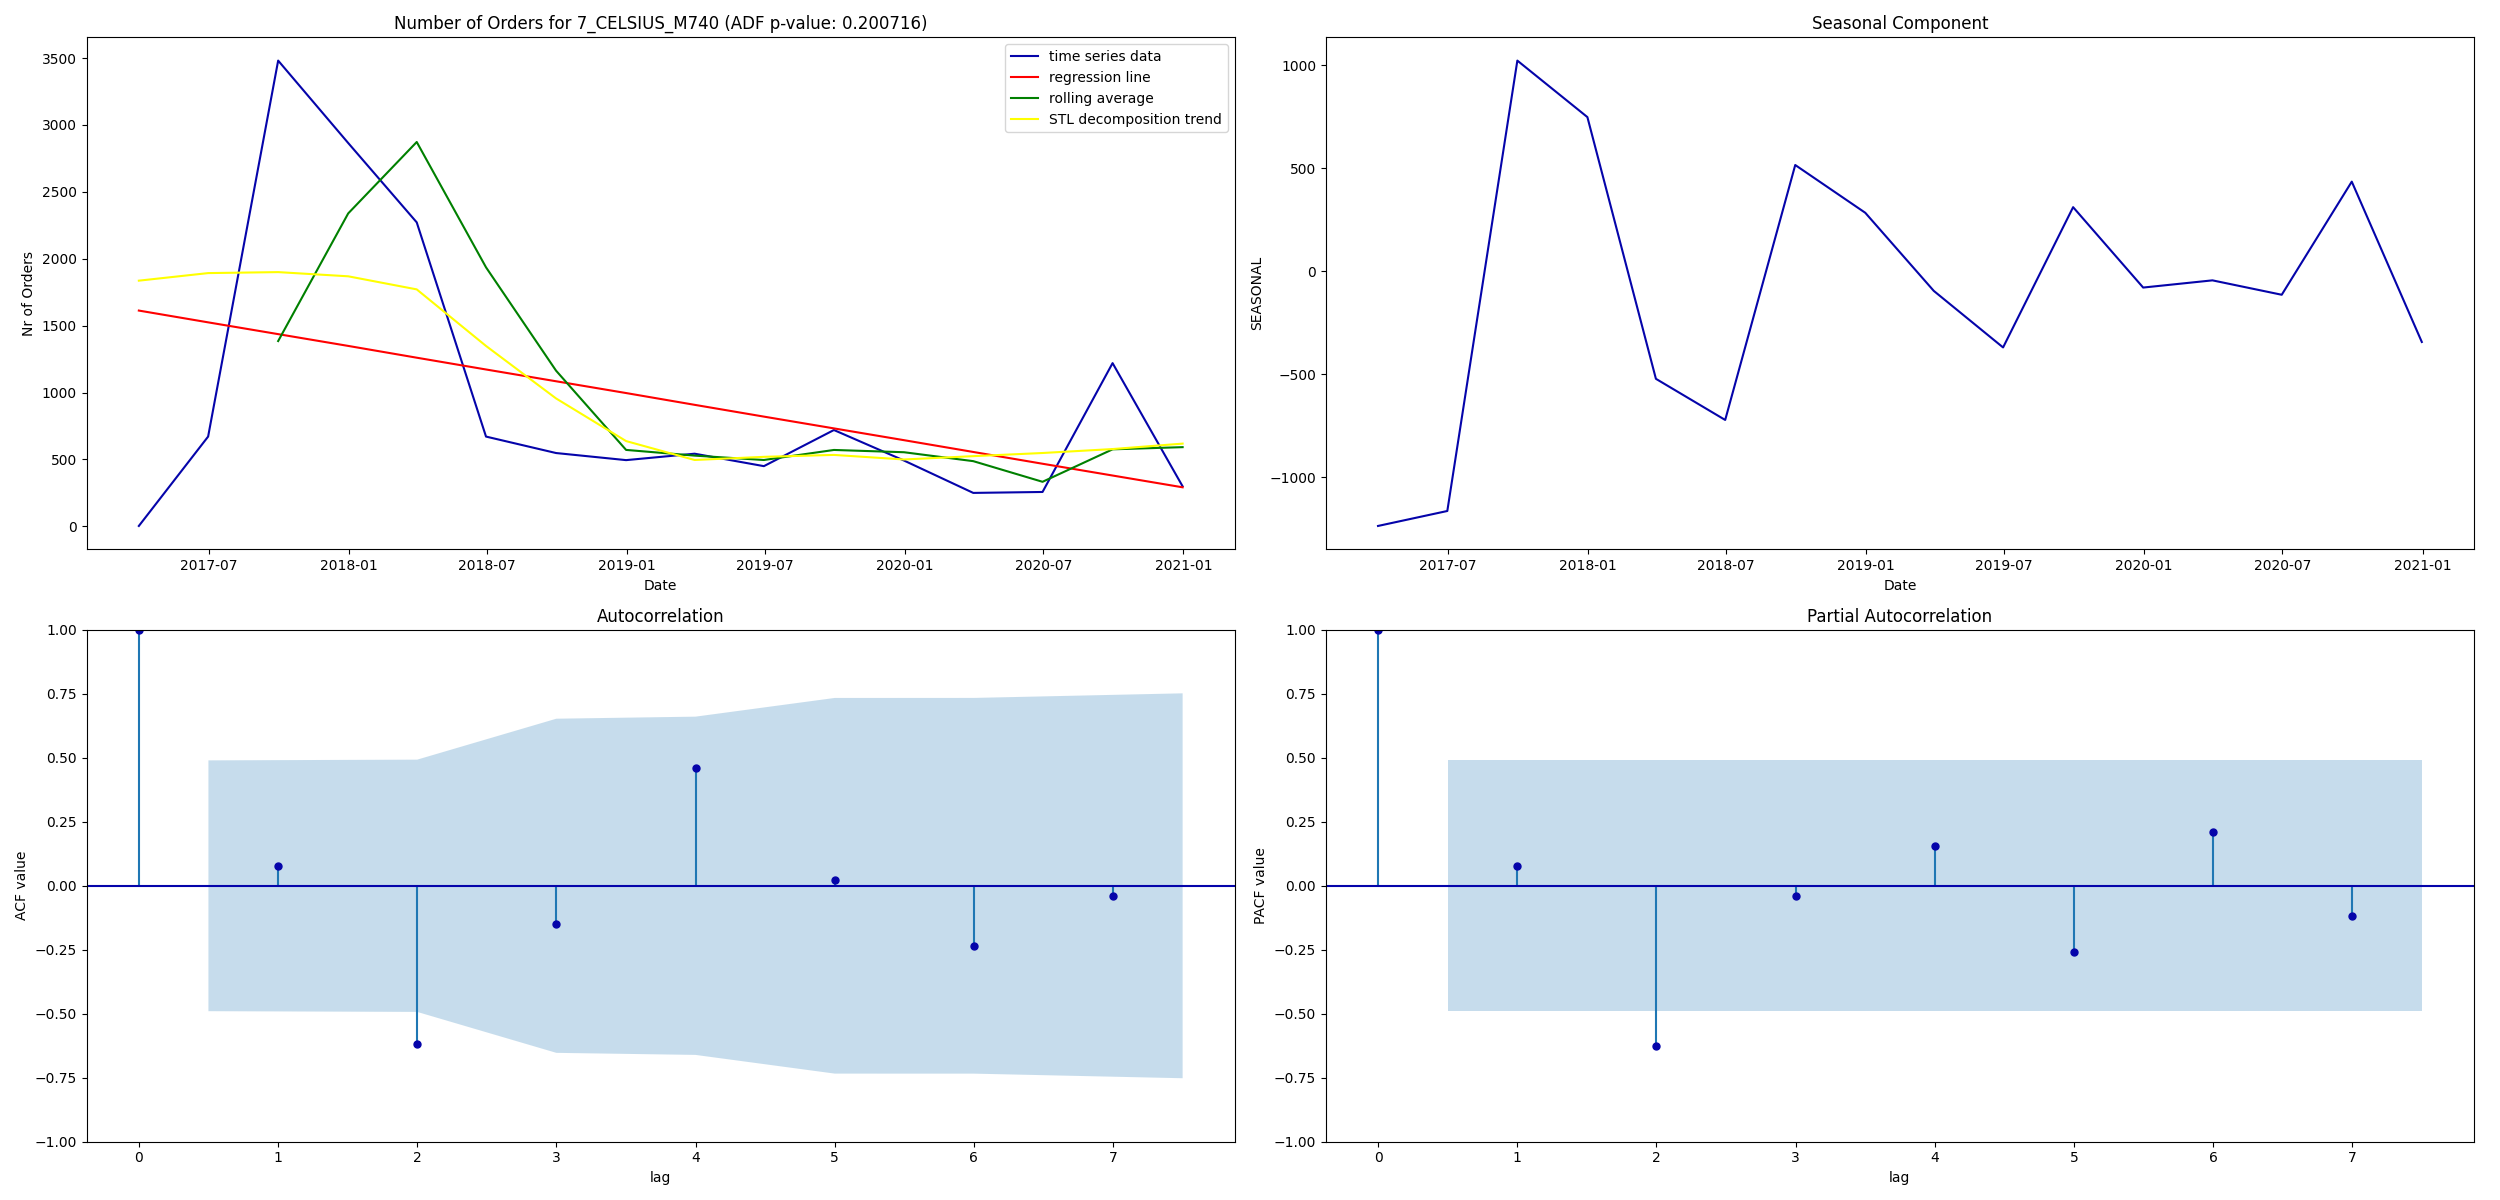 Number of Orders for 7_CELSIUS_M740 (ADF p-value: 0.200716)
time series data
regression line
rolling average
STL decomposition trend
3500
3000
2500
2000
1500
1000
500
0
Nr of Orders
2017-07 2018-01 2018-07 2019-01 2019-07 2020-01 2020-07 2021-01
Date
Seasonal Component
1000
500
0
−500
−1000
SEASONAL
2017-07 2018-01 2018-07 2019-01 2019-07 2020-01 2020-07 2021-01
Date
Autocorrelation
1.00
0.75
0.50
0.25
0.00
−0.25
−0.50
−0.75
−1.00
ACF value
0 1 2 3 4 5 6 7
lag
Partial Autocorrelation
1.00
0.75
0.50
0.25
0.00
−0.25
−0.50
−0.75
−1.00
PACF value
0 1 2 3 4 5 6 7
lag